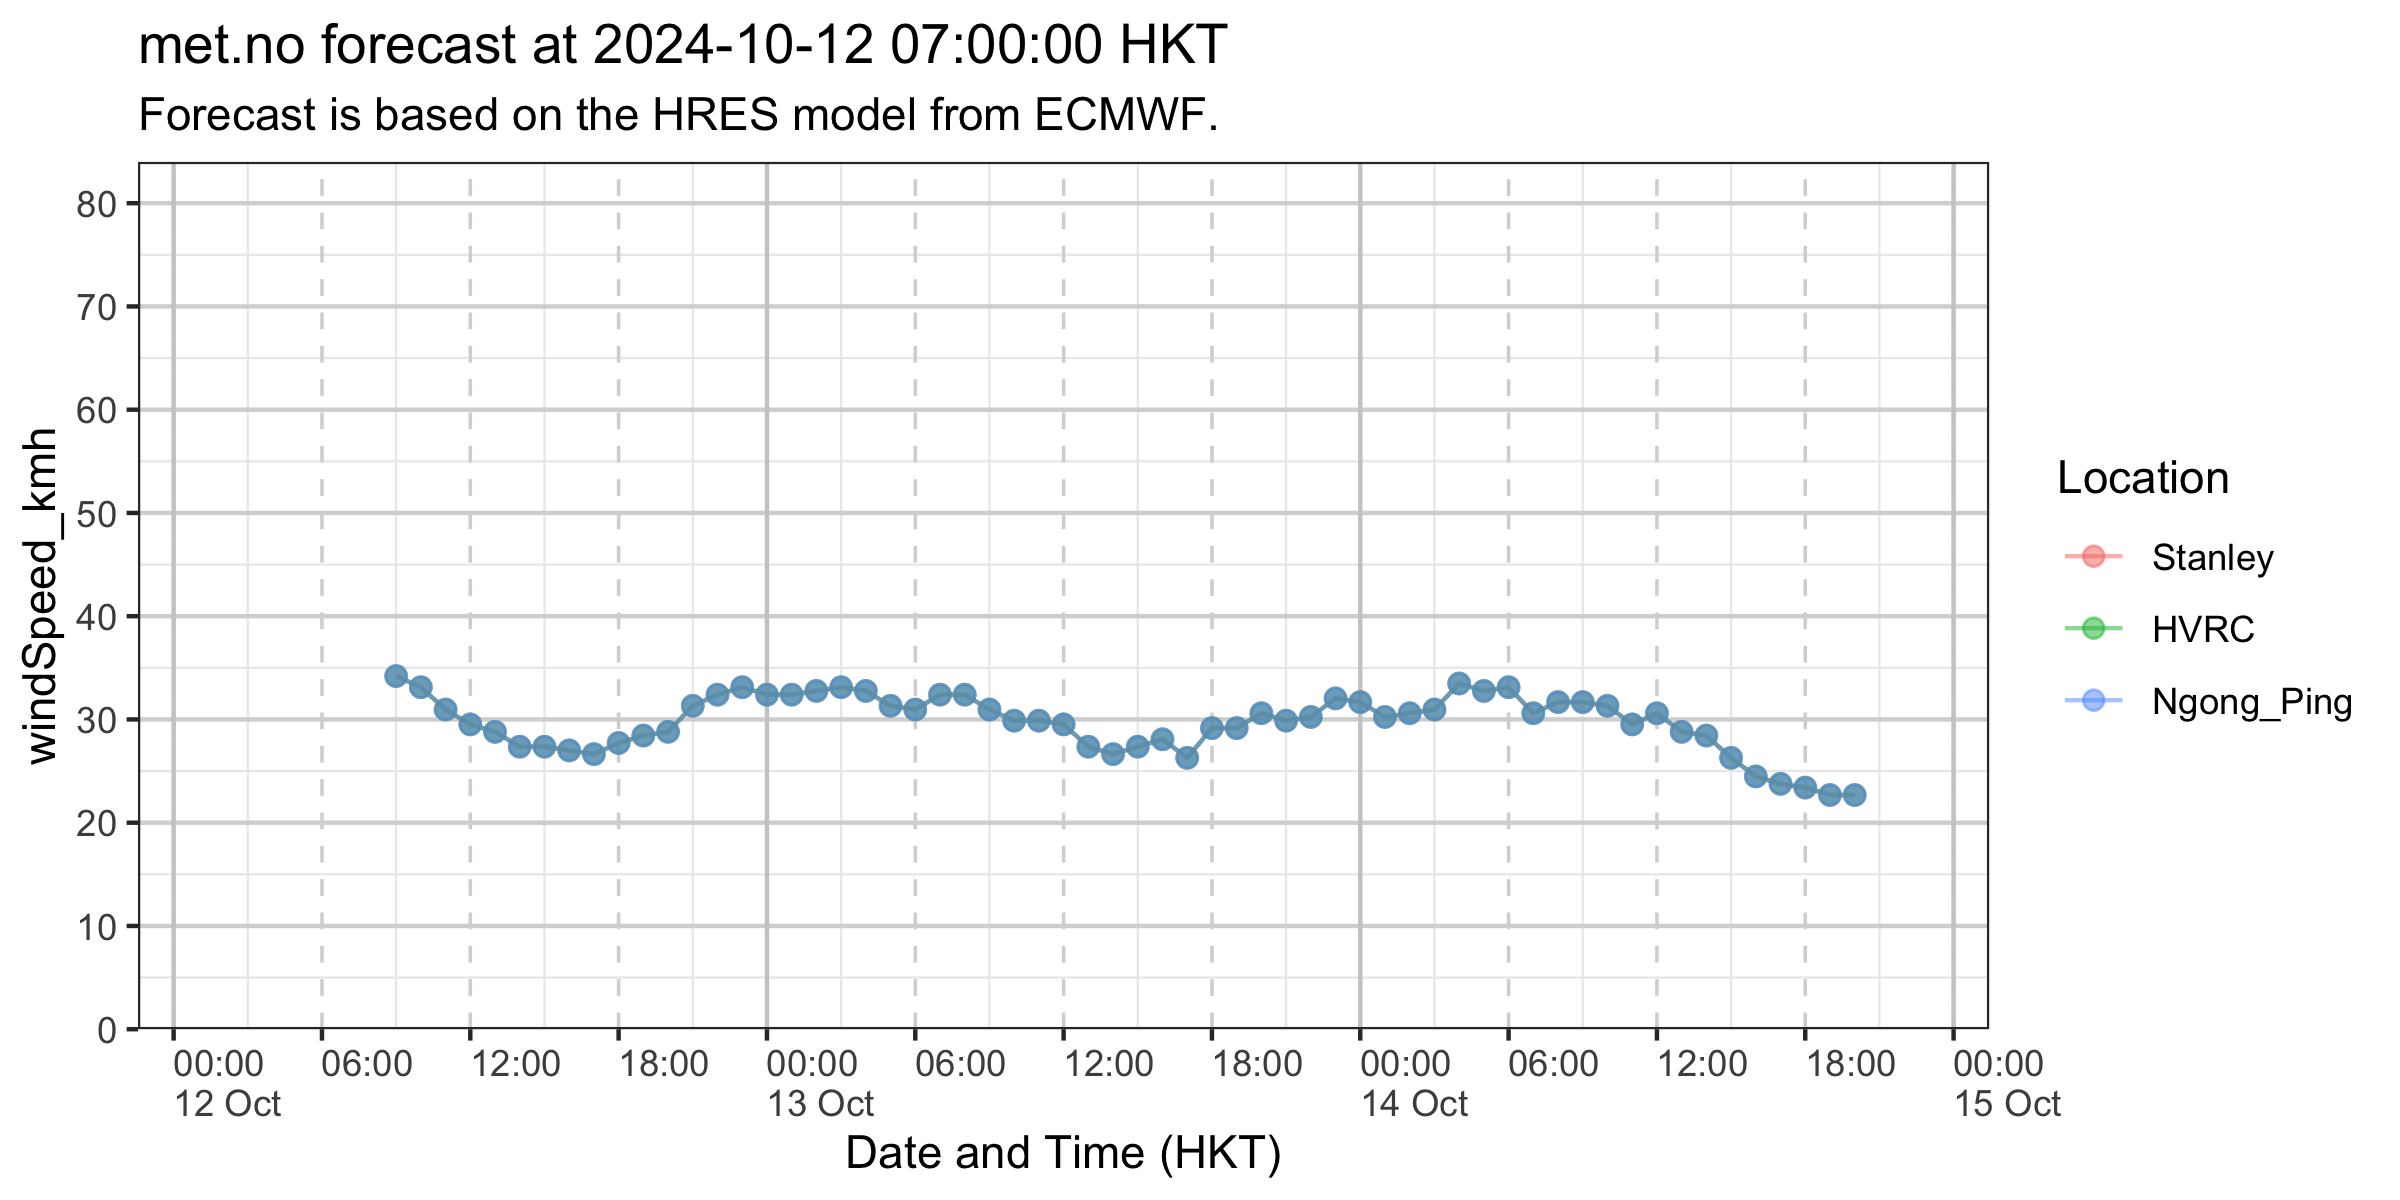 met.no forecast at 2024-10-12 07:00:00 HKT
Forecast is based on the HRES model from ECMWF.
windSpeed_kmh
80
70
60
50
40
30
20
10
0
00:00 06:00 12:00 18:00 00:00 06:00 12:00 18:00 00:00 06:00 12:00 18:00 00:00
12 Oct 13 Oct 14 Oct 15 Oct
Date and Time (HKT)
Location
Stanley
HVRC
Ngong_Ping